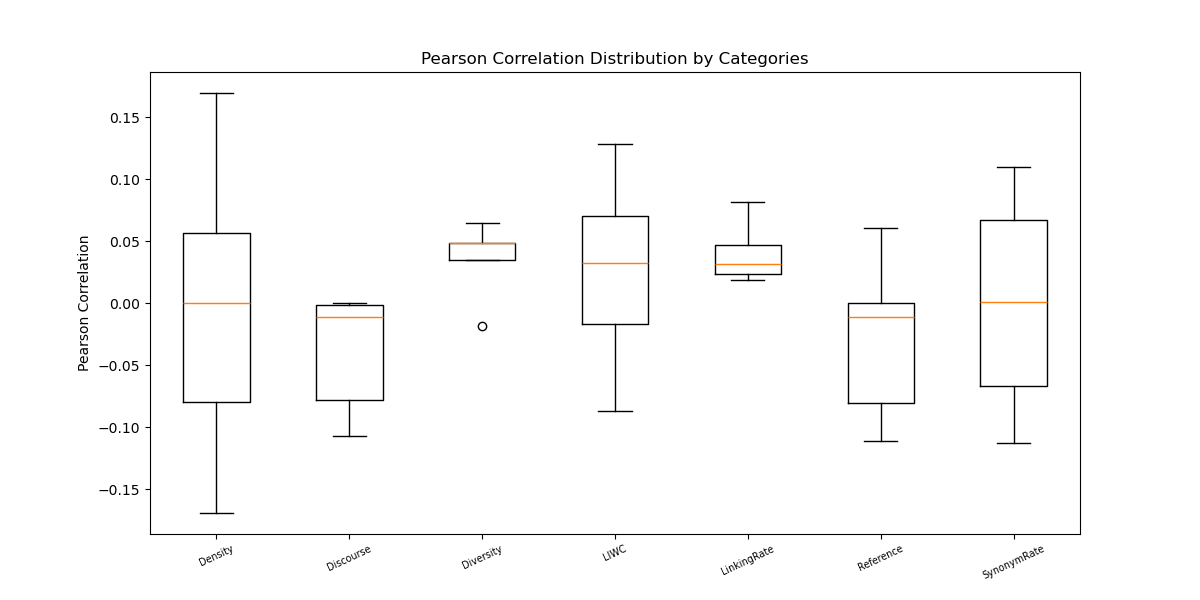 Pearson Correlation Distribution by Categories
Pearson Correlation
0.15
0.10
0.05
0.00
−0.05
−0.10
−0.15
Density
Discourse
Diversity
LIWC
LinkingRate
Reference
SynonymRate